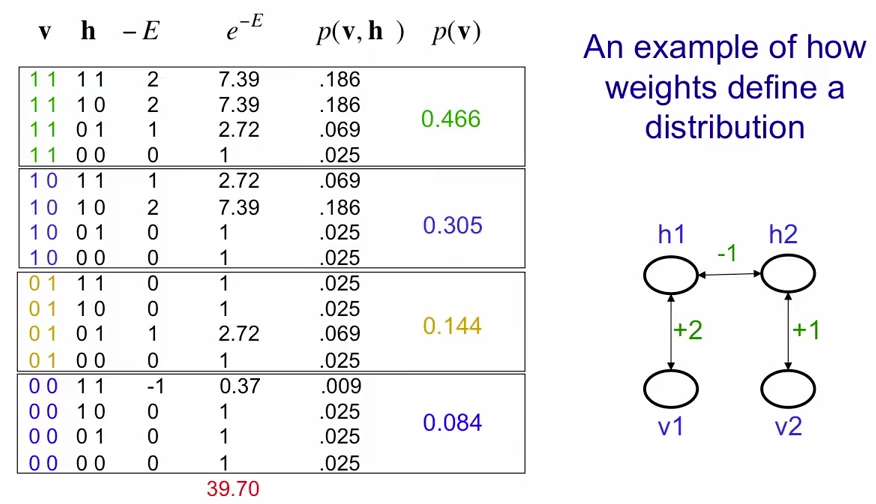 v h – E e^−E p(v, h ) p(v)
An example of how
weights define a
distribution
1 1 1 1 2 7.39 .186
1 1 1 0 2 7.39 .186
1 1 0 1 1 2.72 .069
1 1 0 0 0 1 .025
0.466
1 0 1 1 1 2.72 .069
1 0 1 0 2 7.39 .186
1 0 0 1 0 1 .025
1 0 0 0 0 1 .025
0.305
0 1 1 1 0 1 .025
0 1 1 0 0 1 .025
0 1 0 1 1 2.72 .069
0 1 0 0 0 1 .025
0.144
0 0 1 1 -1 0.37 .009
0 0 1 0 0 1 .025
0 0 0 1 0 1 .025
0 0 0 0 0 1 .025
0.084
39.70
h1 h2
-1
+2 +1
v1 v2